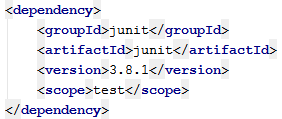 <dependency>
    <groupId>junit</groupId>
    <artifactId>junit</artifactId>
    <version>3.8.1</version>
    <scope>test</scope>
</dependency>